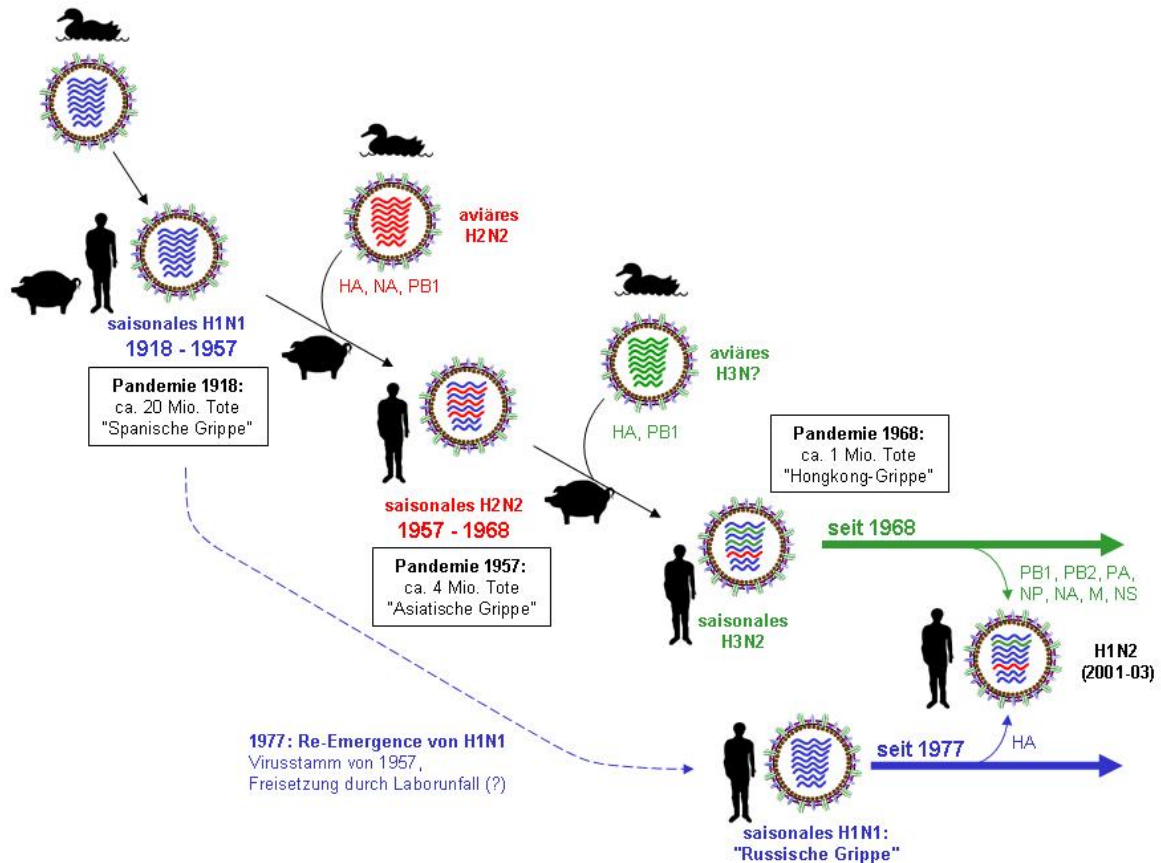 aviäres
H2N2
HA, NA, PB1
saisonales H1N1
1918 - 1957
Pandemie 1918:
ca. 20 Mio. Tote
"Spanische Grippe"
aviäres
H3N?
HA, PB1
saisonales H2N2
1957 - 1968
Pandemie 1957:
ca. 4 Mio. Tote
"Asiatische Grippe"
Pandemie 1968:
ca. 1 Mio. Tote
"Hongkong-Grippe"
seit 1968
saisonales
H3N2
PB1, PB2, PA,
NP, NA, M, NS
H1N2
(2001-03)
1977: Re-Emergence von H1N1
Virusstamm von 1957,
Freisetzung durch Laborunfall (?)
seit 1977
HA
saisonales H1N1:
"Russische Grippe"